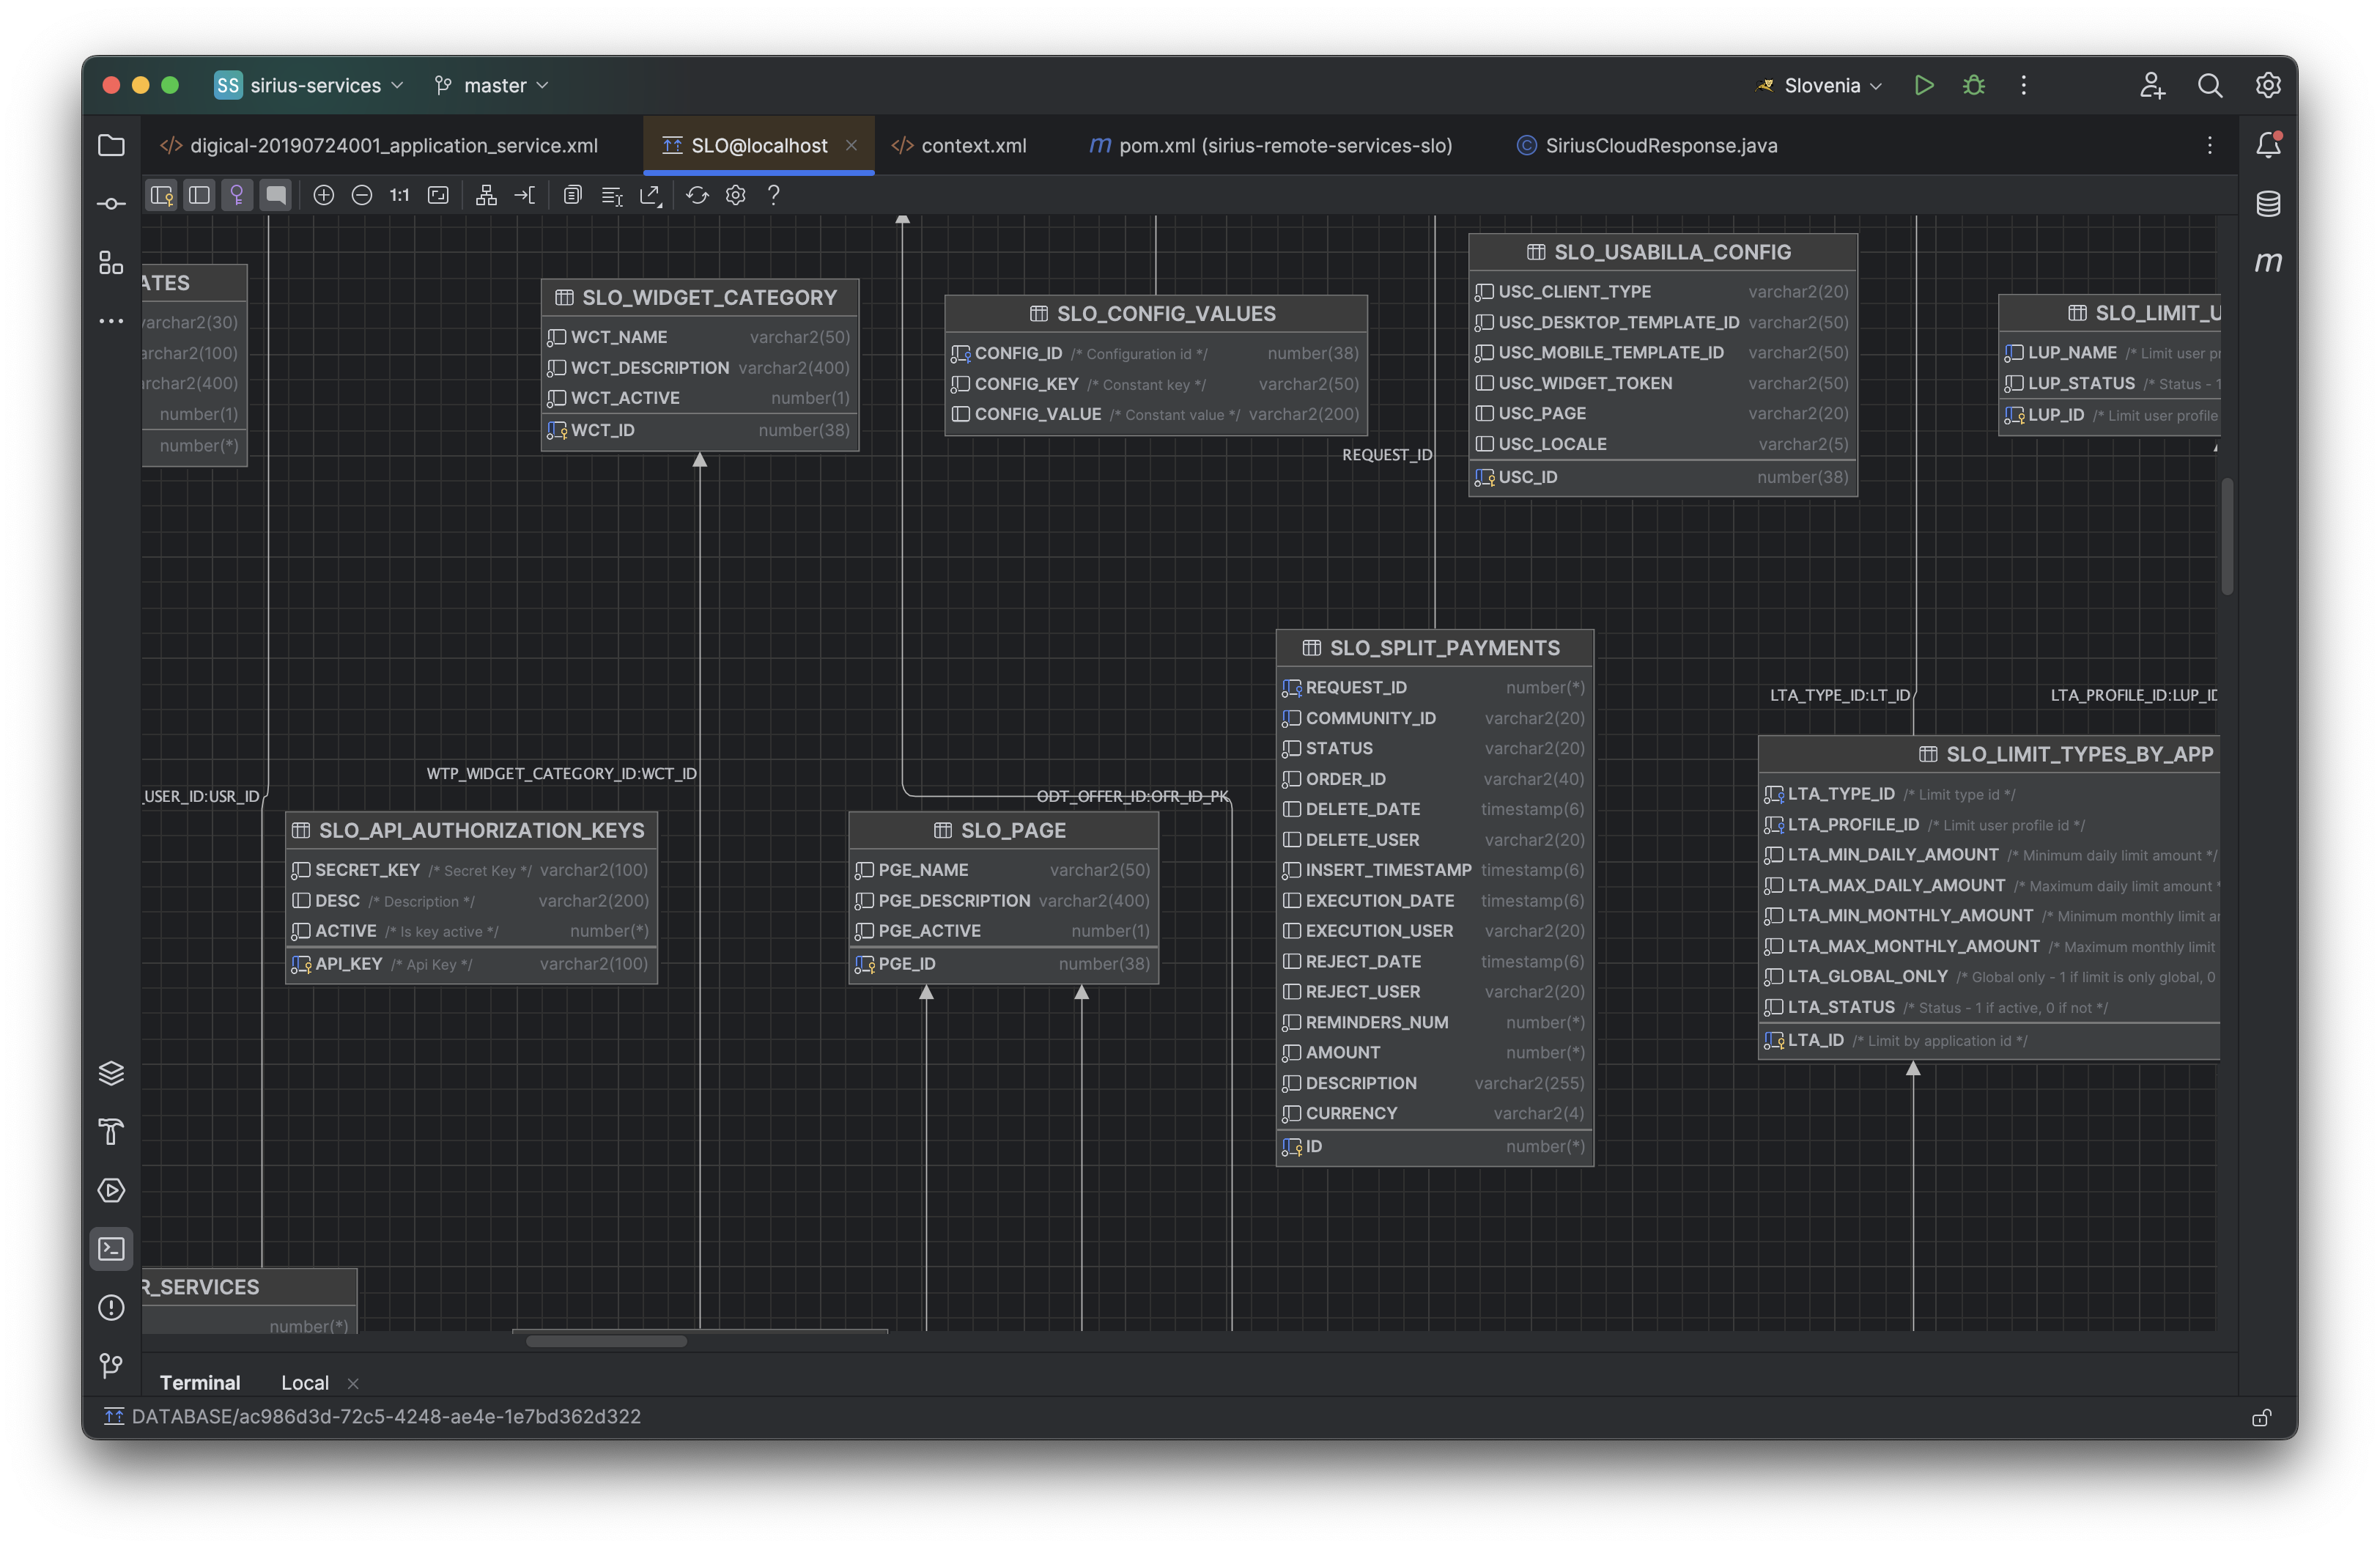 SS sirius-services master Slovenia
digical-20190724001_application_service.xml SLO@localhost context.xml m pom.xml (sirius-remote-services-slo) SiriusCloudResponse.java
1:1 ?
number(1)
number(*)
SLO_WIDGET_CATEGORY
WCT_NAME varchar2(50)
WCT_DESCRIPTION varchar2(400)
WCT_ACTIVE number(1)
WCT_ID number(38)
SLO_CONFIG_VALUES
CONFIG_ID /* Configuration id */ number(38)
CONFIG_KEY /* Constant key */ varchar2(50)
CONFIG_VALUE /* Constant value */ varchar2(200)
SLO_USABILLA_CONFIG
USC_CLIENT_TYPE varchar2(20)
USC_DESKTOP_TEMPLATE_ID varchar2(50)
USC_MOBILE_TEMPLATE_ID varchar2(50)
USC_WIDGET_TOKEN varchar2(50)
USC_PAGE varchar2(20)
USC_LOCALE varchar2(5)
USC_ID number(38)
LUP_NAME /* Limit user
LUP_STATUS /* Status - 1
LUP_ID /* Limit user profile
REQUEST_ID
WTP_WIDGET_CATEGORY_ID:WCT_ID
_USER_ID:USR_ID
ODT_OFFER_ID:OFR_ID_PK
LTA_TYPE_ID:LT_ID
LTA_PROFILE_ID:LUP_ID
SLO_API_AUTHORIZATION_KEYS
SECRET_KEY /* Secret Key */ varchar2(100)
DESC /* Description */ varchar2(200)
ACTIVE /* Is key active */ number(*)
API_KEY /* Api Key */ varchar2(100)
SLO_PAGE
PGE_NAME varchar2(50)
PGE_DESCRIPTION varchar2(400)
PGE_ACTIVE number(1)
PGE_ID number(38)
SLO_SPLIT_PAYMENTS
REQUEST_ID number(*)
COMMUNITY_ID varchar2(20)
STATUS varchar2(20)
ORDER_ID varchar2(40)
DELETE_DATE timestamp(6)
DELETE_USER varchar2(20)
INSERT_TIMESTAMP timestamp(6)
EXECUTION_DATE timestamp(6)
EXECUTION_USER varchar2(20)
REJECT_DATE timestamp(6)
REJECT_USER varchar2(20)
REMINDERS_NUM number(*)
AMOUNT number(*)
DESCRIPTION varchar2(255)
CURRENCY varchar2(4)
ID number(*)
SLO_LIMIT_TYPES_BY_APP
LTA_TYPE_ID /* Limit type id */
LTA_PROFILE_ID /* Limit user profile id */
LTA_MIN_DAILY_AMOUNT /* Minimum daily limit amount */
LTA_MAX_DAILY_AMOUNT /* Maximum daily limit amount *
LTA_MIN_MONTHLY_AMOUNT /* Minimum monthly limit
LTA_MAX_MONTHLY_AMOUNT /* Maximum monthly limit
LTA_GLOBAL_ONLY /* Global only - 1 if limit is only global, 0
LTA_STATUS /* Status - 1 if active, 0 if not */
LTA_ID /* Limit by application id */
R_SERVICES
number(*)
Terminal Local
DATABASE/ac986d3d-72c5-4248-ae4e-1e7bd362d322
m